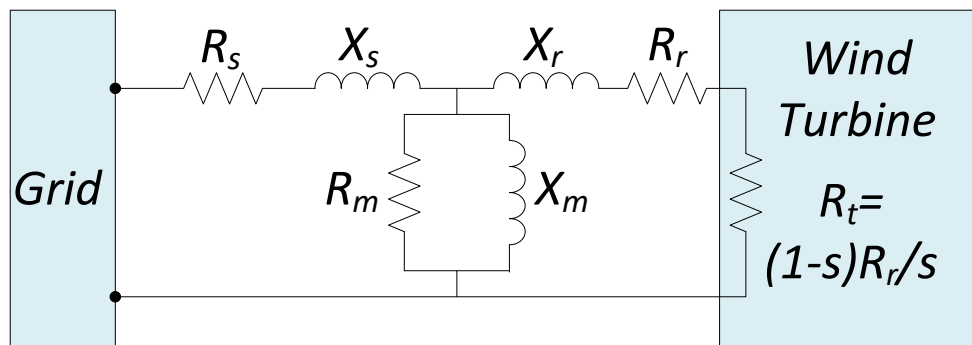 Grid
Rs
Xs
Xr
Rr
Rm
Xm
Wind
Turbine
Rt=
(1-s)Rr/s